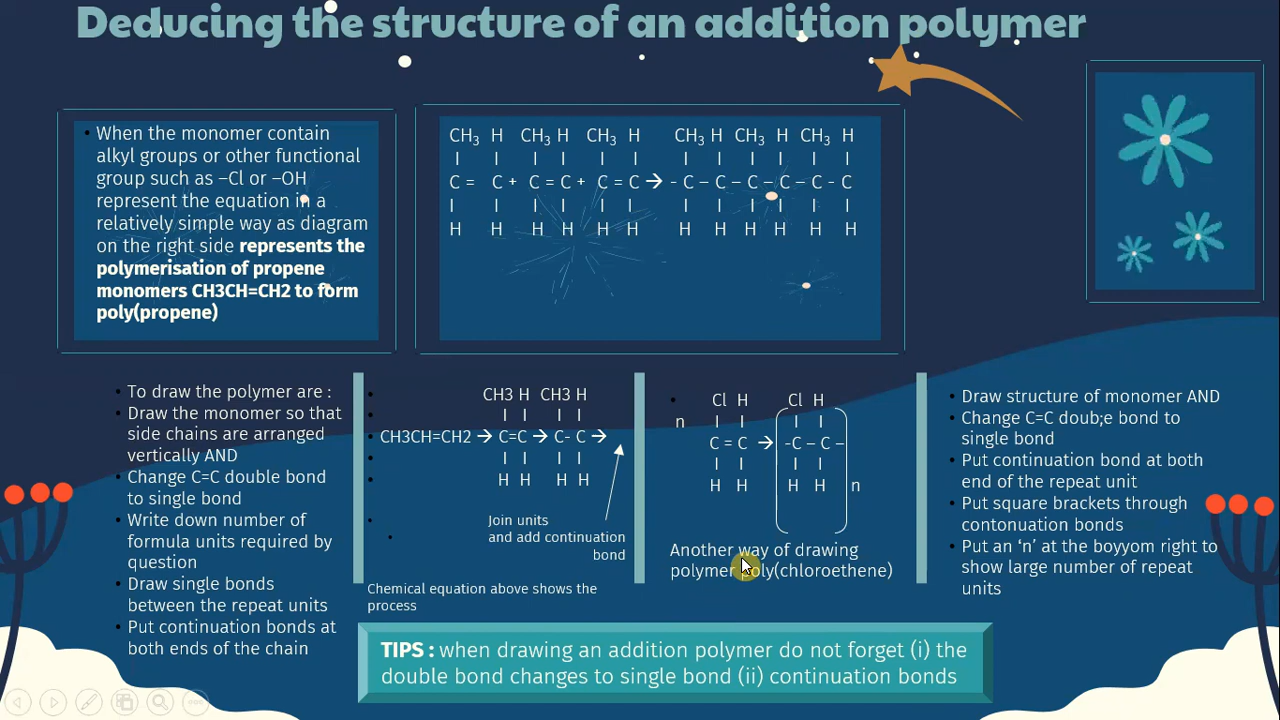 Deducing the structure of an addition polymer
• When the monomer contain
alkyl groups or other functional
group such as –Cl or –OH
represent the equation in a
relatively simple way as diagram
on the right side represents the
polymerisation of propene
monomers CH3CH=CH2 to form
poly(propene)
CH₃ H CH₃ H CH₃ H CH₃ H CH₃ H CH₃ H
I I I I I I I I I I I I
C = C + C = C + C = C → - C – C – C – C – C - C
I I I I I I I I I I I I
H H H H H H H H H H H H
• To draw the polymer are :
• Draw the monomer so that
side chains are arranged
vertically AND
• Change C=C double bond
to single bond
• Write down number of
formula units required by
question
• Draw single bonds
between the repeat units
• Put continuation bonds at
both ends of the chain
CH3 H CH3 H
I I I I
CH3CH=CH2 → C=C → C- C →
I I I I
H H H H
Join units
and add continuation
bond
Chemical equation above shows the
process
Cl H Cl H
n I I I I
C = C → -C – C –
I I I I
H H H H n
Another way of drawing
polymer poly(chloroethene)
• Draw structure of monomer AND
• Change C=C doub;e bond to
single bond
• Put continuation bond at both
end of the repeat unit
• Put square brackets through
contonuation bonds
• Put an ‘n’ at the boyyom right to
show large number of repeat
units
TIPS : when drawing an addition polymer do not forget (i) the
double bond changes to single bond (ii) continuation bonds